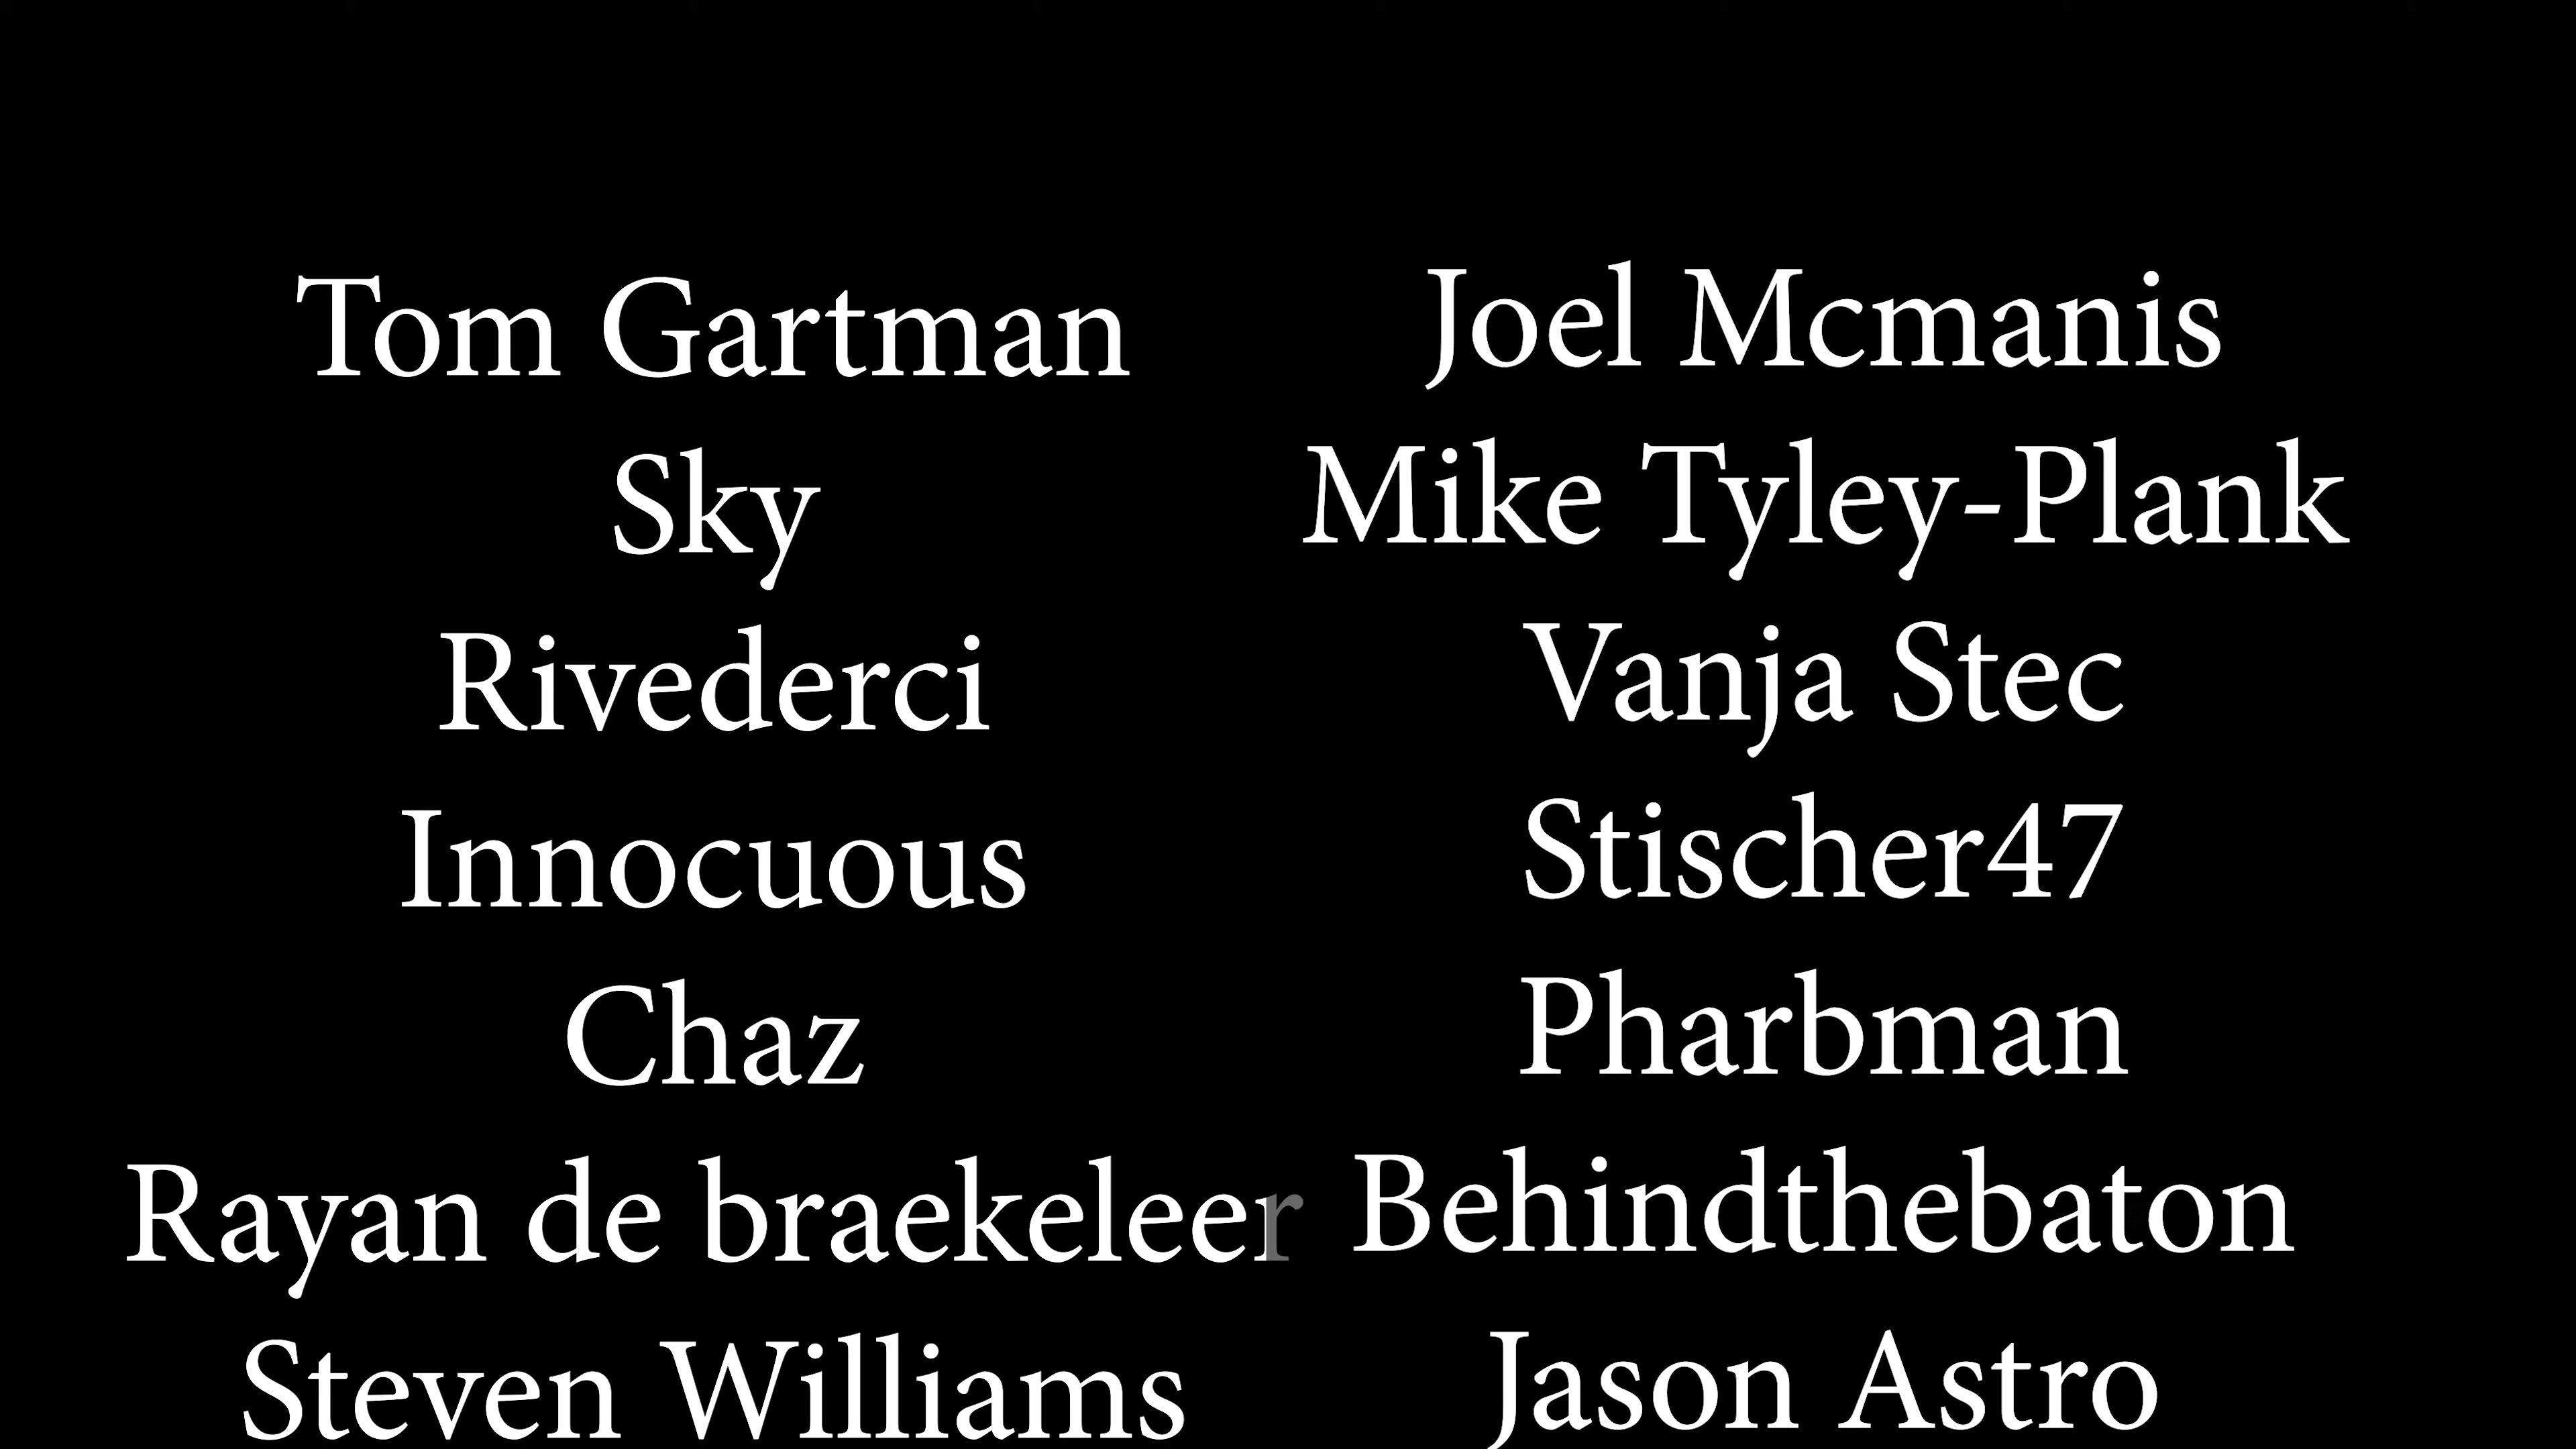 Tom Gartman
Sky
Rivederci
Innocuous
Chaz
Rayan de braekeleer
Steven Williams
Joel Mcmanis
Mike Tyley-Plank
Vanja Stec
Stischer47
Pharbman
Behindthebaton
Jason Astro